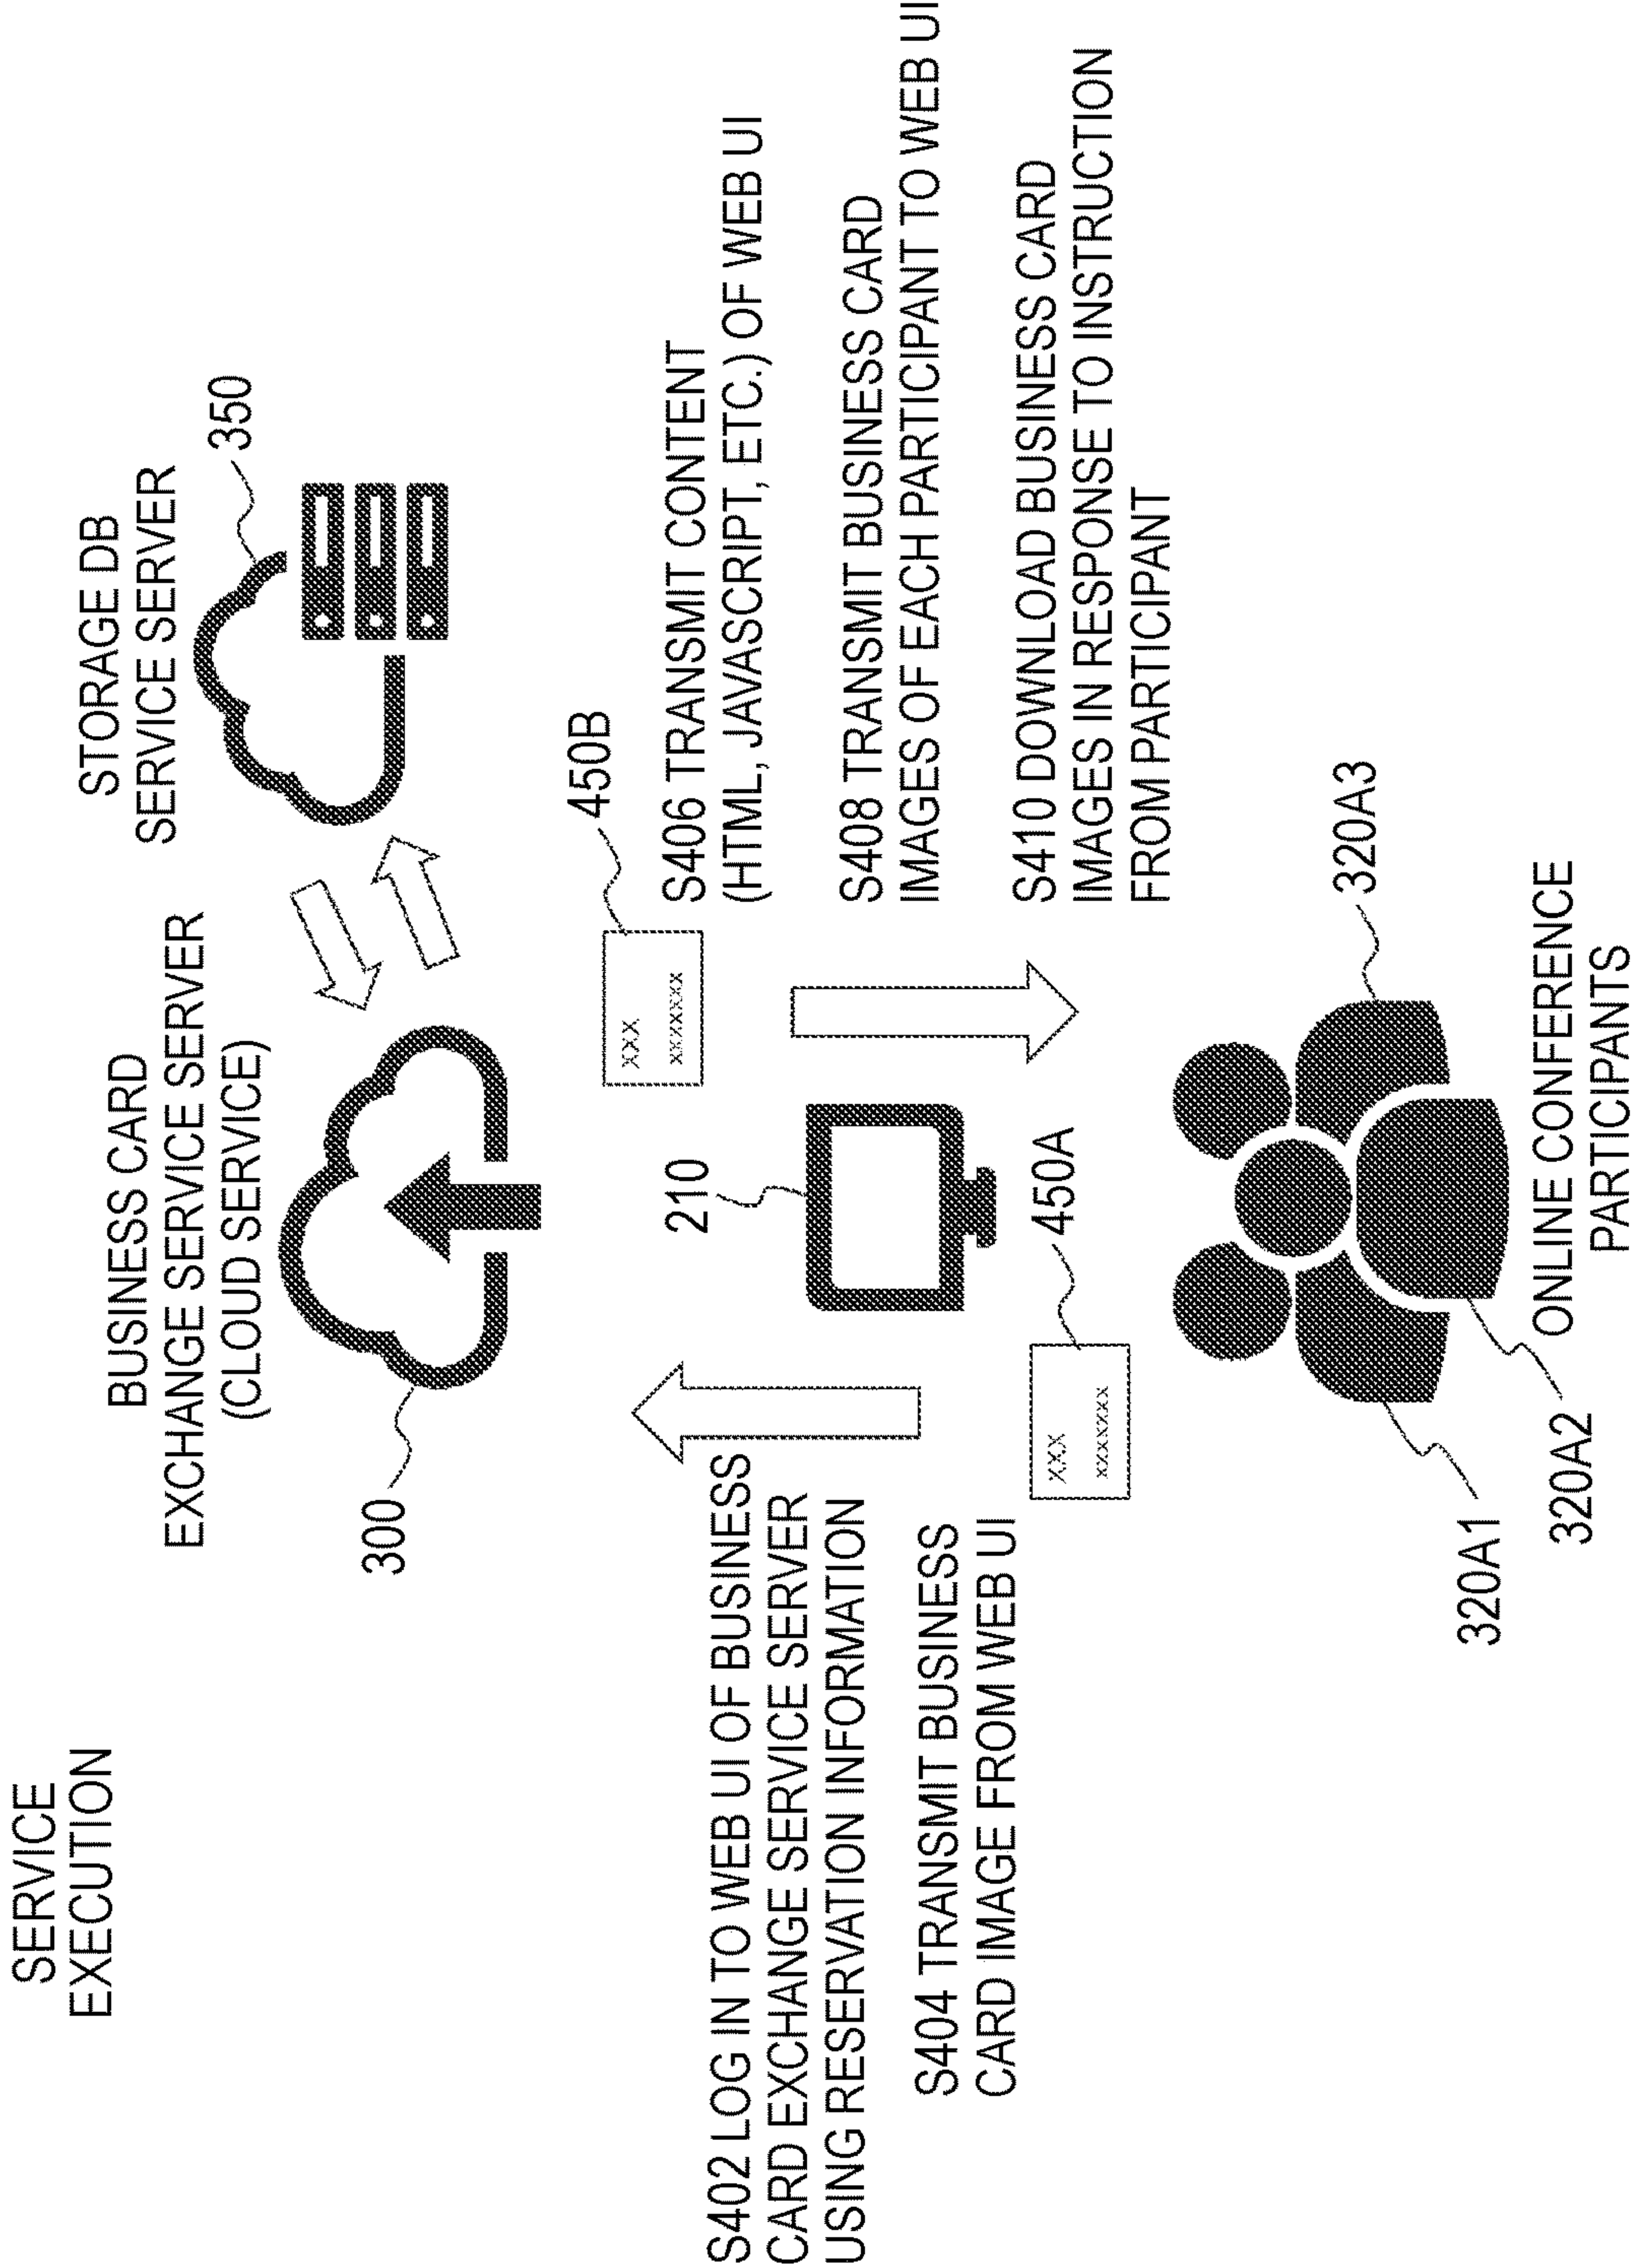 SERVICE
EXECUTION
BUSINESS CARD
EXCHANGE SERVICE SERVER
(CLOUD SERVICE)
300
STORAGE DB
SERVICE SERVER
350
S402 LOG IN TO WEB UI OF BUSINESS
CARD EXCHANGE SERVICE SERVER
USING RESERVATION INFORMATION
S404 TRANSMIT BUSINESS
CARD IMAGE FROM WEB UI
210
450B
XXX
XXXXXXXX
450A
XXX
XXXXXXXX
S406 TRANSMIT CONTENT
(HTML, JAVASCRIPT, ETC.) OF WEB UI
S408 TRANSMIT BUSINESS CARD
IMAGES OF EACH PARTICIPANT TO WEB UI
S410 DOWNLOAD BUSINESS CARD
IMAGES IN RESPONSE TO INSTRUCTION
FROM PARTICIPANT
320A1
320A2
320A3
ONLINE CONFERENCE
PARTICIPANTS